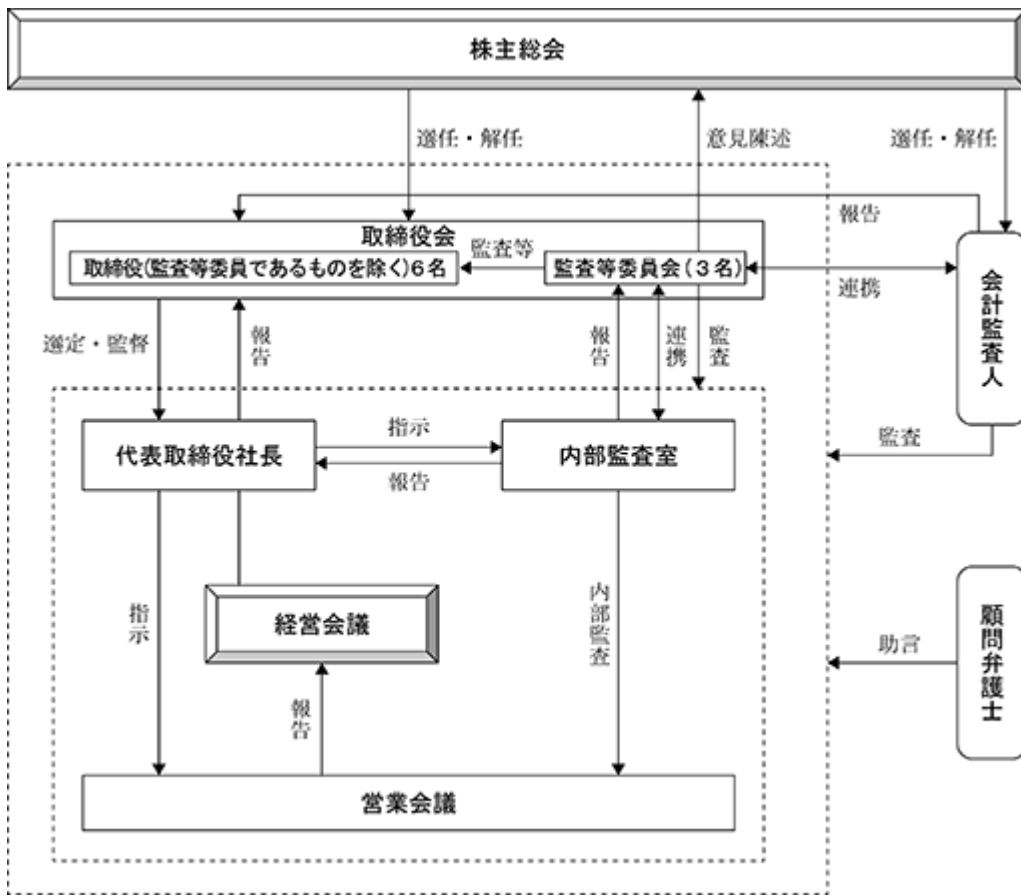 株主総会
選任・解任
意見陳述
選任・解任
報告
取締役会
監査等
取締役(監査等委員であるものを除く)6名
監査等委員会(3名)
連携
会計監査人
選定・監督
報告
報告
連携
監査
代表取締役社長
指示
報告
内部監査室
監査
指示
経営会議
内部監査
助言
顧問弁護士
報告
営業会議